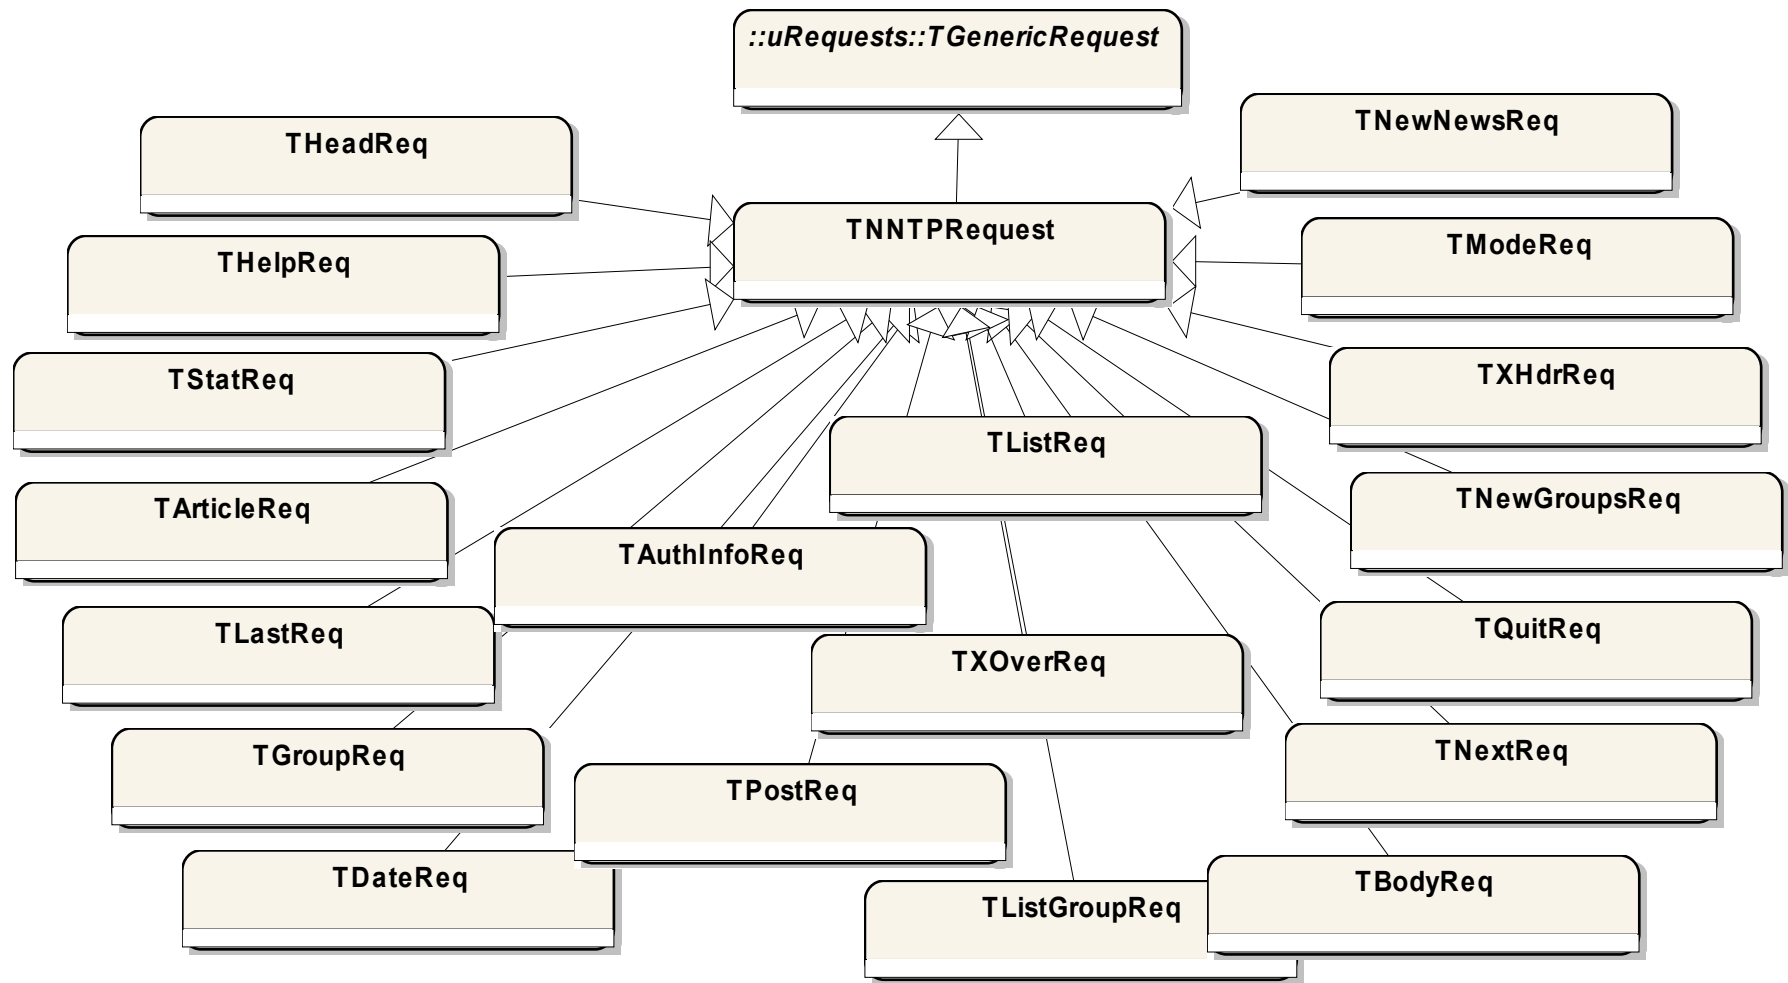 ::uRequests::TGenericRequest
TNewNewsReq
THeadReq
TNNTPRequest
TModeReq
THelpReq
TXHdrReq
TStatReq
TListReq
TNewGroupsReq
TArticleReq
TAuthInfoReq
TQuitReq
TLastReq
TXOverReq
TNextReq
TGroupReq
TPostReq
TDateReq
TBodyReq
TListGroupReq